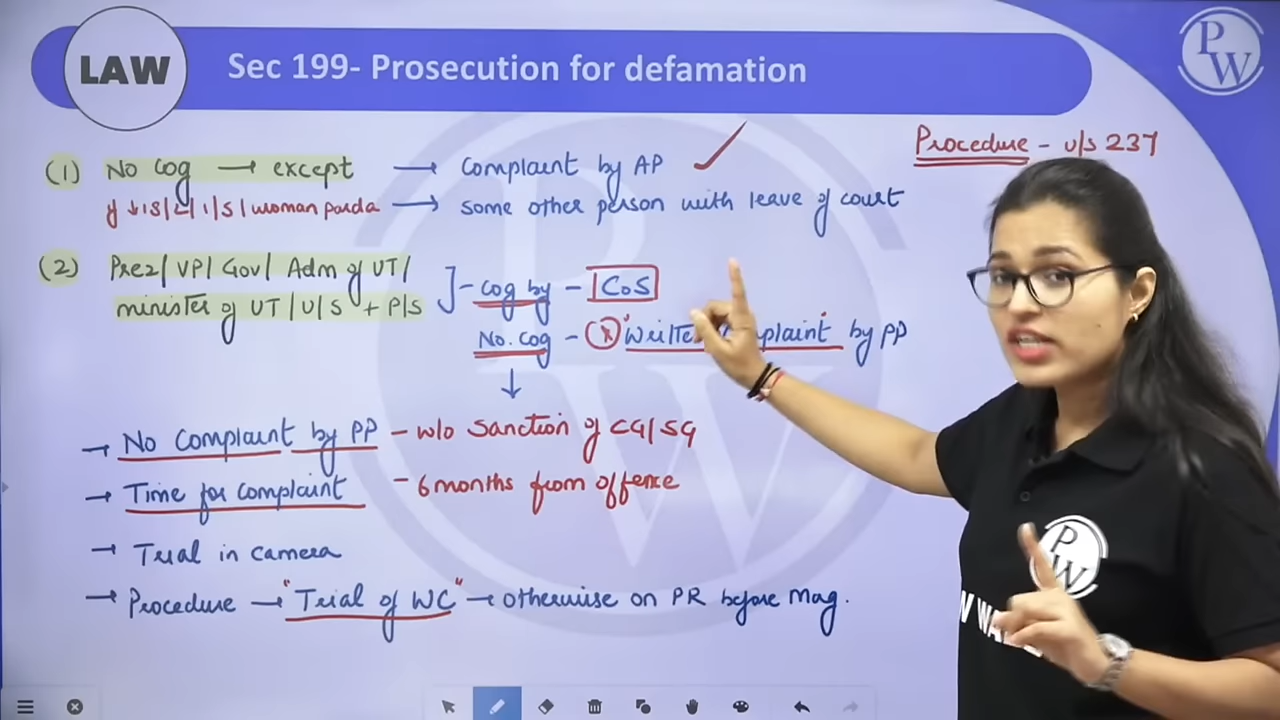 LAW
Sec 199- Prosecution for defamation
PW
Procedure - u/s 237
(1) No Cog → except → Complaint by AP ✓
if ↓ 18/L/I/S/woman parda → some other person with leave of court
(2) Prez/ VP/ Gov/ Adm of UT/
minister of UT/U/S + P/S ] - cog by - CoS
No. Cog - (x) "Written Complaint" by PP
↓
→ No Complaint by PP - w/o Sanction of CG/SG
→ Time for Complaint - 6 months from offence
→ Trial in camera
→ Procedure → "Trial of WC" → otherwise on PR before Mag.
PW